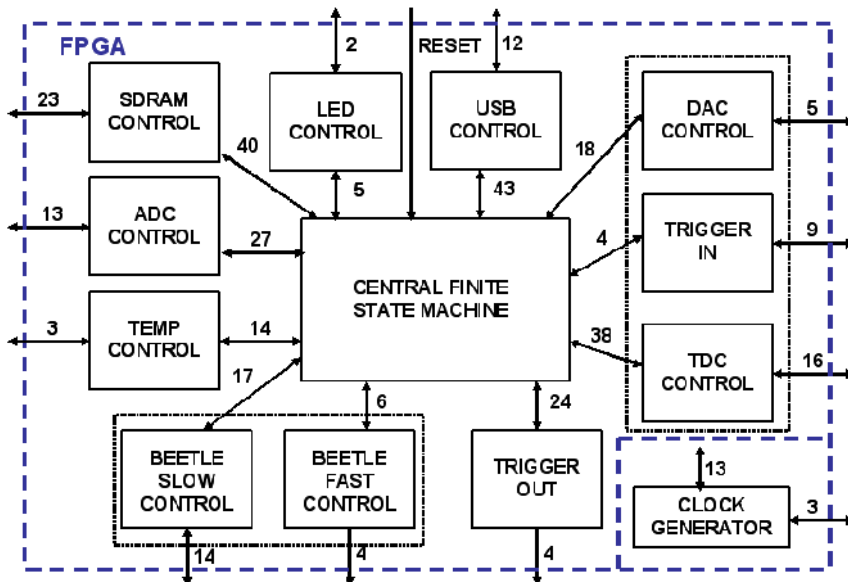 2
RESET
12
FPGA
SDRAM
CONTROL
23
LED
CONTROL
USB
CONTROL
DAC
CONTROL
5
40
18
5
43
13
ADC
CONTROL
27
4
TRIGGER
IN
9
CENTRAL FINITE
STATE MACHINE
3
TEMP
CONTROL
14
38
TDC
CONTROL
16
17
6
24
BEETLE
SLOW
CONTROL
BEETLE
FAST
CONTROL
TRIGGER
OUT
13
CLOCK
GENERATOR
3
14
4
4